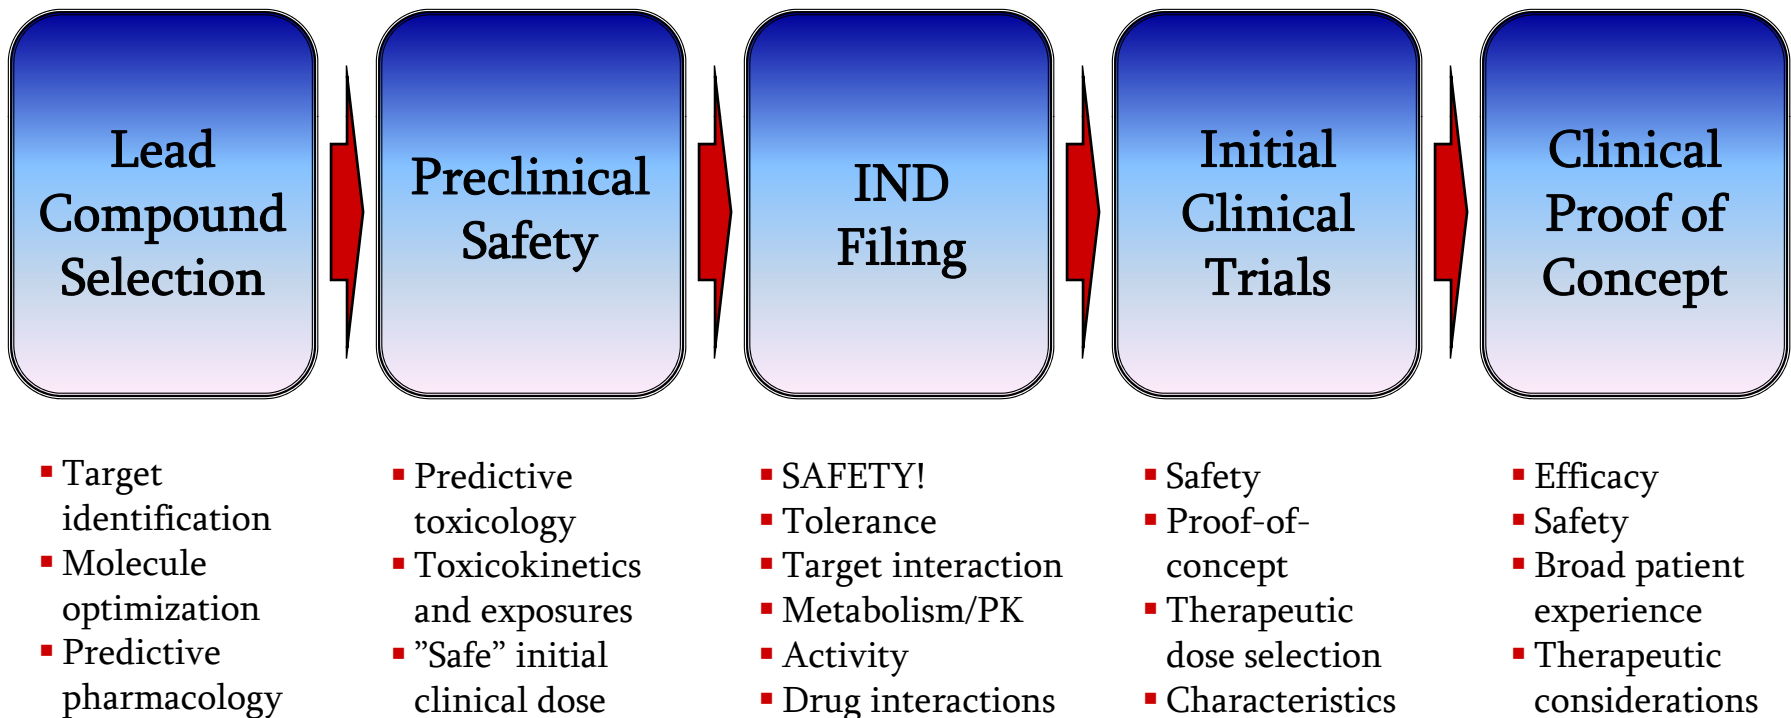 Lead
Compound
Selection
Preclinical
Safety
IND
Filing
Initial
Clinical
Trials
Clinical
Proof of
Concept
▪ Target
identification
▪ Molecule
optimization
▪ Predictive
pharmacology
▪ Predictive
toxicology
▪ Toxicokinetics
and exposures
▪ ”Safe” initial
clinical dose
▪ SAFETY!
▪ Tolerance
▪ Target interaction
▪ Metabolism/PK
▪ Activity
▪ Drug interactions
▪ Safety
▪ Proof-of-
concept
▪ Therapeutic
dose selection
▪ Characteristics
▪ Efficacy
▪ Safety
▪ Broad patient
experience
▪ Therapeutic
considerations